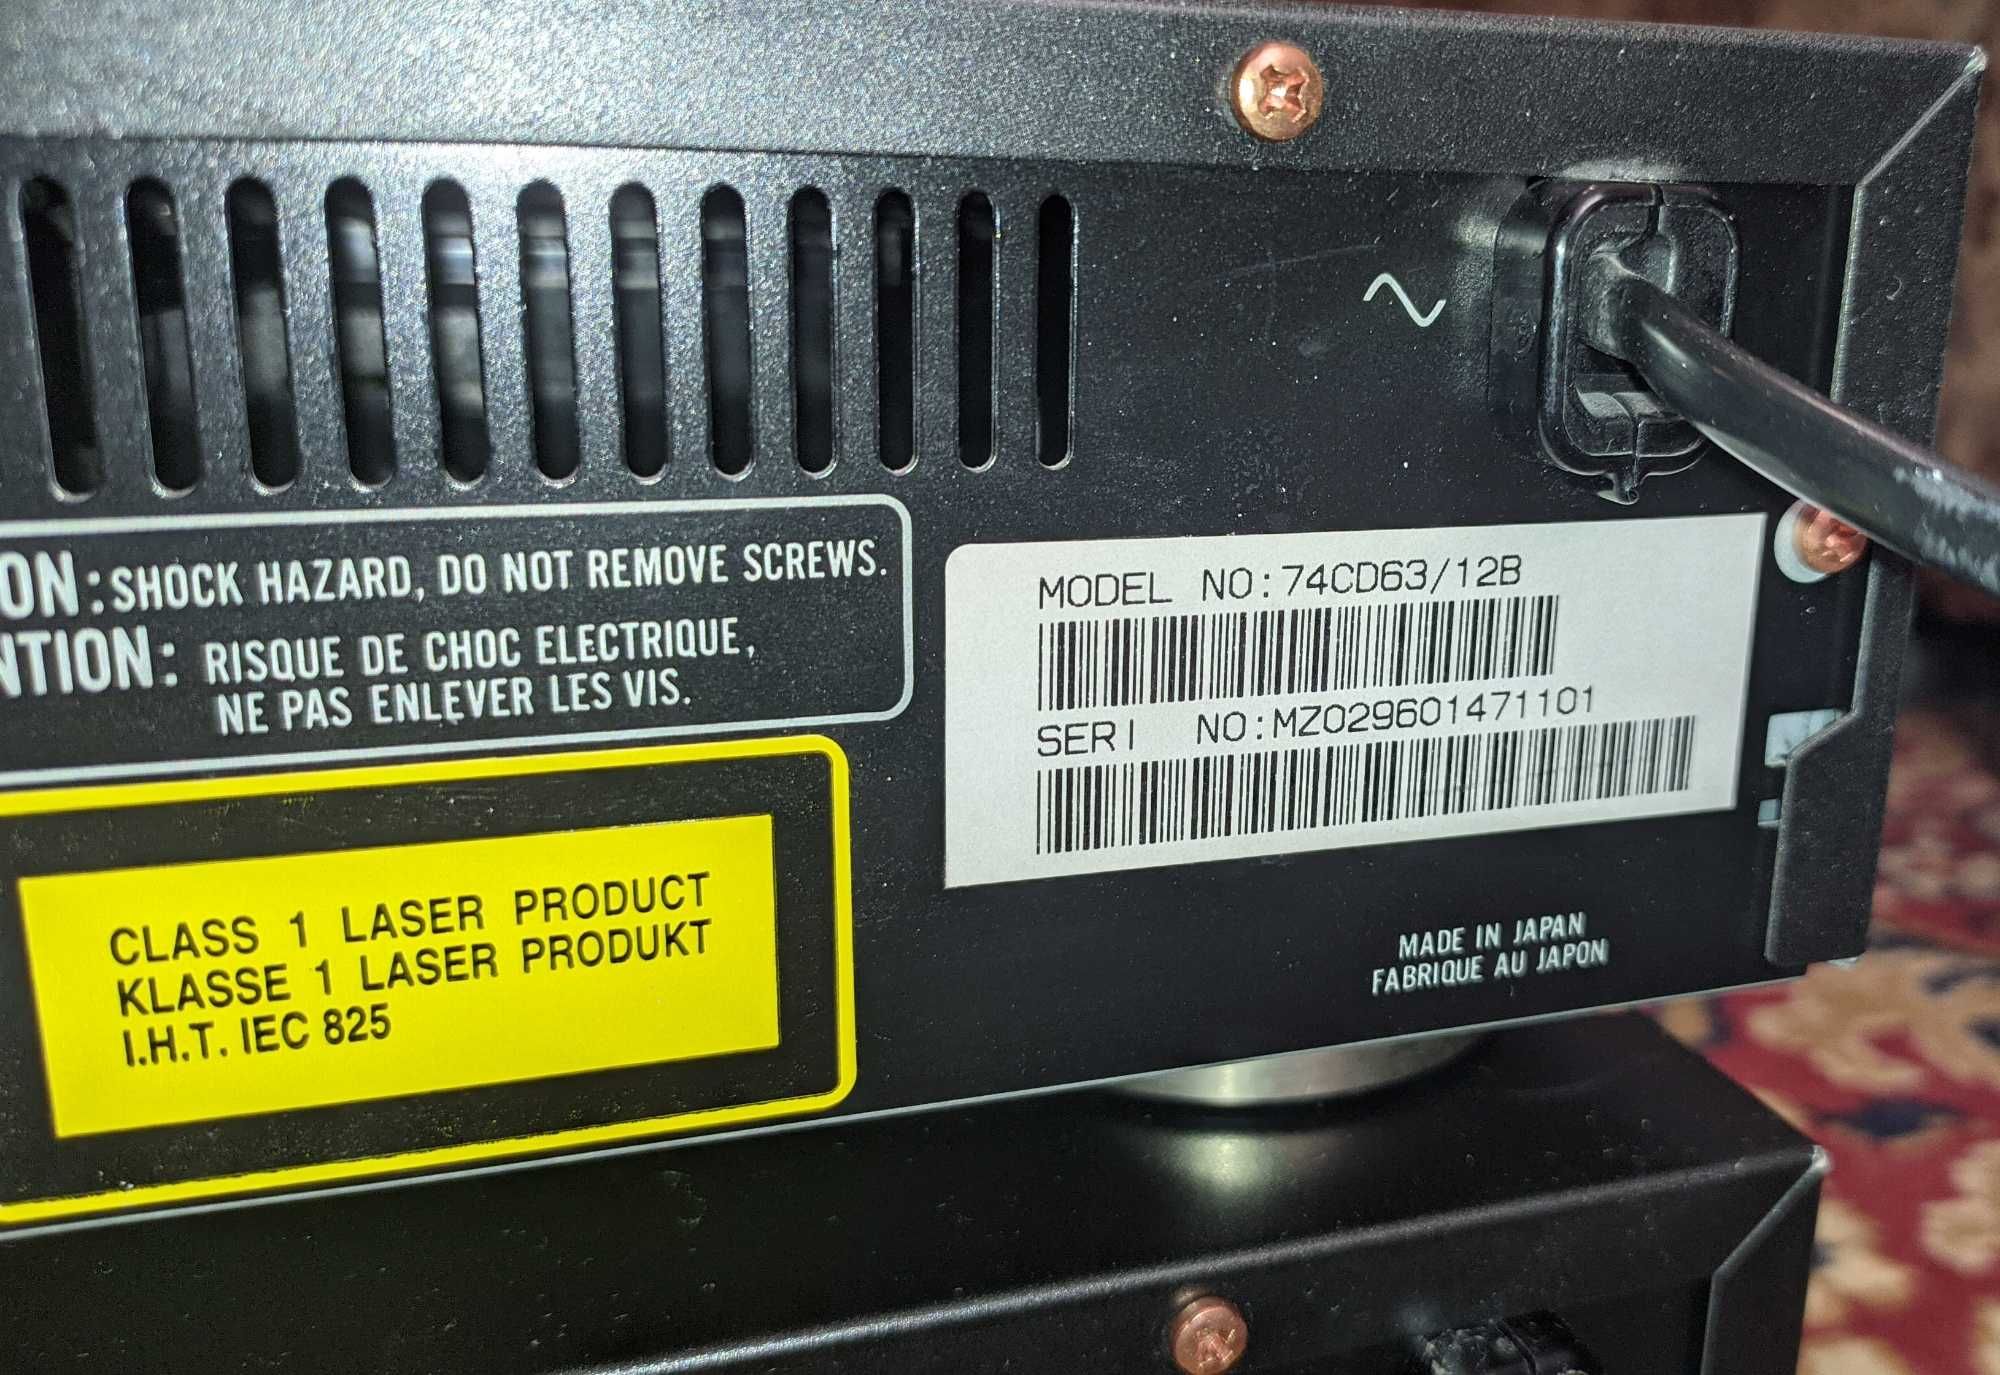 ON: SHOCK HAZARD, DO NOT REMOVE SCREWS.
NTION: RISQUE DE CHOC ELECTRIQUE,
NE PAS ENLEVER LES VIS.
MODEL NO:74CD63/12B
SERI NO:MZ029601471101
CLASS 1 LASER PRODUCT
KLASSE 1 LASER PRODUKT
I.H.T. IEC 825
MADE IN JAPAN
FABRIQUE AU JAPON